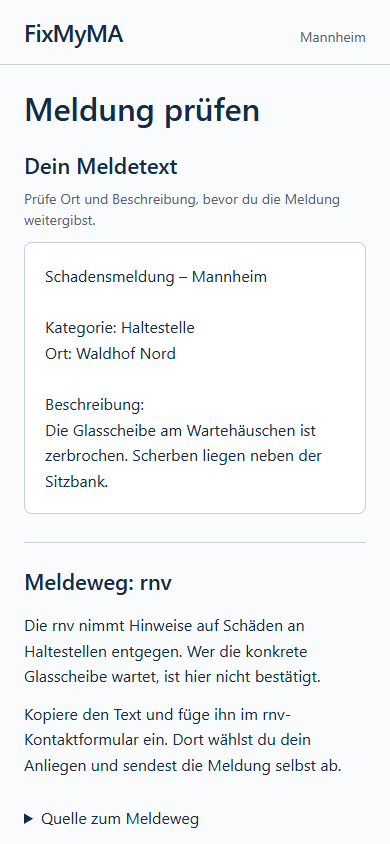 FixMyMA
Mannheim
Meldung prüfen
Dein Meldetext
Prüfe Ort und Beschreibung, bevor du die Meldung
weitergibst.
Schadensmeldung – Mannheim
Kategorie: Haltestelle
Ort: Waldhof Nord
Beschreibung:
Die Glasscheibe am Wartehäuschen ist
zerbrochen. Scherben liegen neben der
Sitzbank.
Meldeweg: rnv
Die rnv nimmt Hinweise auf Schäden an
Haltestellen entgegen. Wer die konkrete
Glasscheibe wartet, ist hier nicht bestätigt.
Kopiere den Text und füge ihn im rnv-
Kontaktformular ein. Dort wählst du dein
Anliegen und sendest die Meldung selbst ab.
Quelle zum Meldeweg